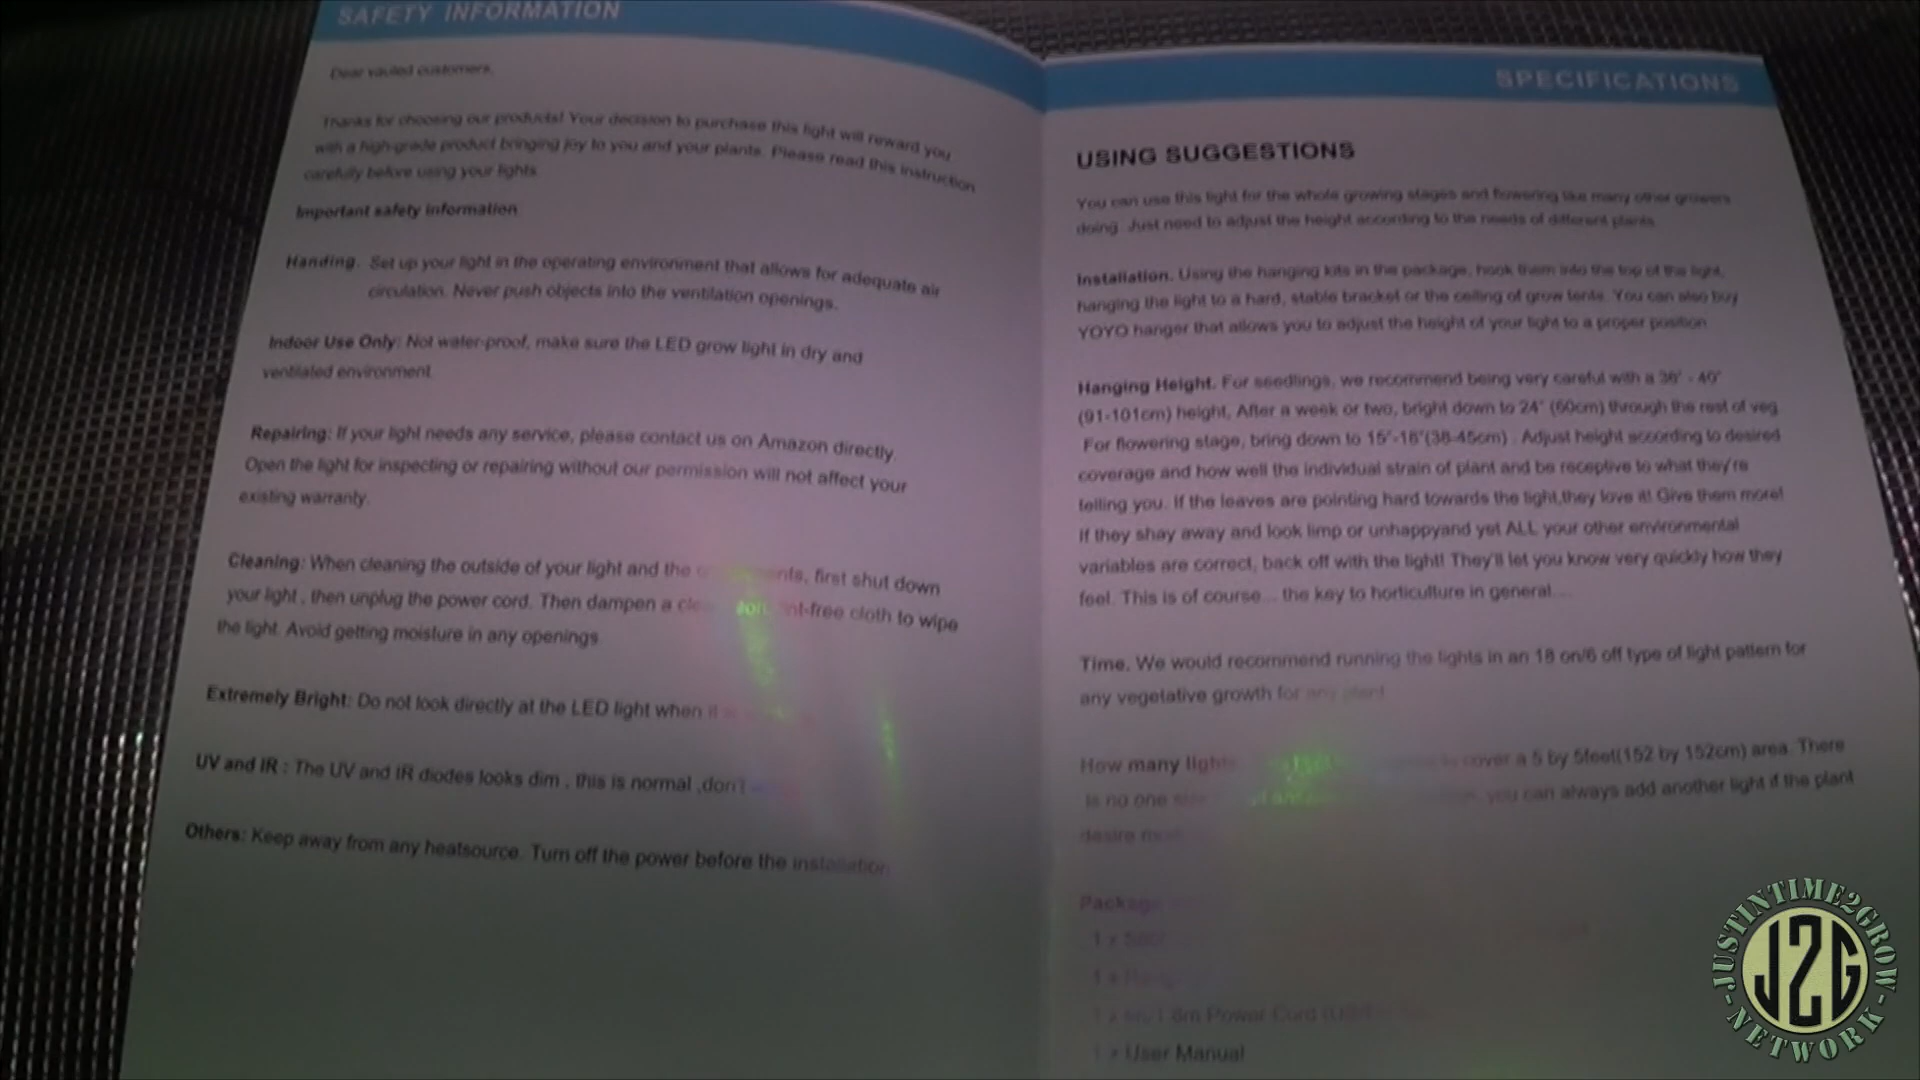 SAFETY INFORMATION
Dear vauled customers,
Thanks for choosing our products! Your decision to purchase this light will reward you
with a high-grade product bringing joy to you and your plants. Please read this instruction
carefully before using your lights
Important safety information
Handing. Set up your light in the operating environment that allows for adequate air
circulation. Never push objects into the ventilation openings.
Indoor Use Only: Not water-proof, make sure the LED grow light in dry and
ventilated environment
Repairing: If your light needs any service, please contact us on Amazon directly
Open the light for inspecting or repairing without our permission will not affect your
existing warranty.
Cleaning: When cleaning the outside of your light and the first shut down
your light , then unplug the power cord. Then dampen a cloth to wipe
the light. Avoid getting moisture in any openings
Extremely Bright: Do not look directly at the LED light when
UV and IR : The UV and IR diodes looks dim , this is normal ,don't
Others: Keep away from any heatsource. Turn off the power before the installation
SPECIFICATIONS
USING SUGGESTIONS
You can use this light for the whole growing stages and flowering like many other growers
doing. Just need to adjust the height according to the needs of different plants.
Installation. Using the hanging kits in the package, hook them into the top of the light,
hanging the light to a hard, stable bracket or the ceiling of grow tents. You can also buy
YOYO hanger that allows you to adjust the height of your light to a proper position
Hanging Height. For seedlings, we recommend being very careful with a 36" - 40"
(91-101cm) height, After a week or two, bright down to 24" (60cm) through the rest of veg
For flowering stage, bring down to 15"-18"(38-45cm) . Adjust height according to desired
coverage and how well the individual strain of plant and be receptive to what they're
telling you. If the leaves are pointing hard towards the light,they love it! Give them more!
If they shay away and look limp or unhappyand yet ALL your other environmental
variables are correct, back off with the light! They'll let you know very quickly how they
feel. This is of course... the key to horticulture in general....
Time. We would recommend running the lights in an 18 on/6 off type of light pattern for
any vegetative growth for any plant
How many lights cover a 5 by 5feet(152 by 152cm) area. There
is no one you can always add another light if the plant
desire
Package
1 x
1 x
1 x Power Cord
1 x User Manual
JUSTINTIME2GROW
J2G
NETWORK